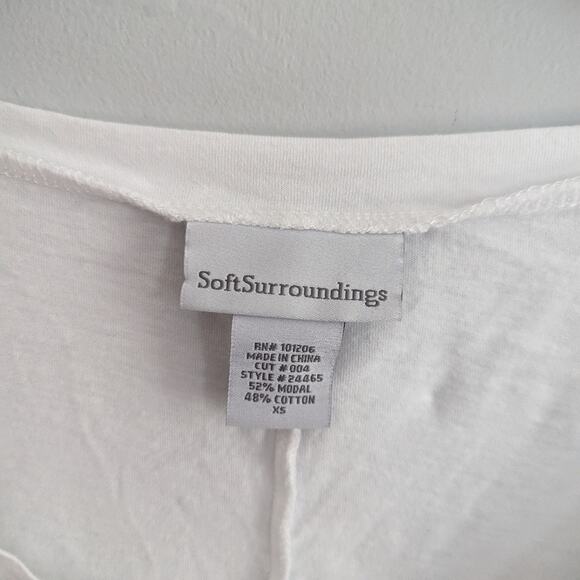 SoftSurroundings
RN# 101206
MADE IN CHINA
CUT # 004
STYLE # 24465
52% MODAL
48% COTTON
XS